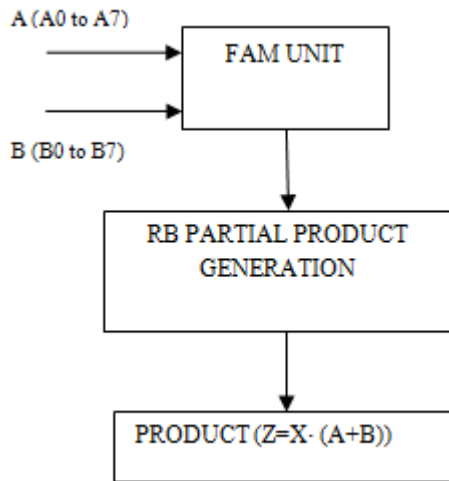 A (A0 to A7)
FAM UNIT
B (B0 to B7)
RB PARTIAL PRODUCT
GENERATION
PRODUCT (Z=X· (A+B))